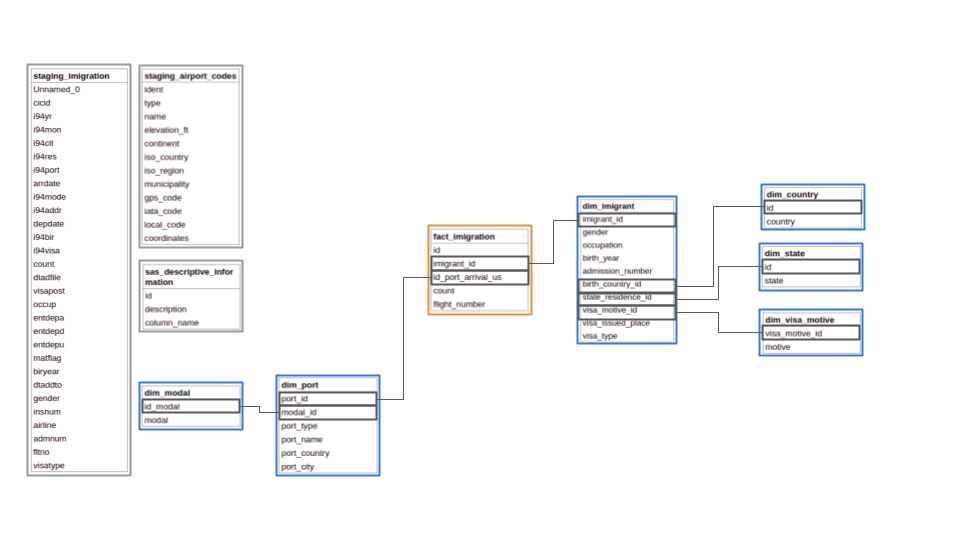 staging_imigration
Unnamed_0
cicid
i94yr
i94mon
i94cit
i94res
i94port
arrdate
i94mode
i94addr
depdate
i94bir
i94visa
count
dtadfile
visapost
occup
entdepa
entdepd
entdepu
matflag
biryear
dtaddto
gender
insnum
airline
admnum
fltno
visatype
staging_airport_codes
ident
type
name
elevation_ft
continent
iso_country
iso_region
municipality
gps_code
iata_code
local_code
coordinates
sas_descriptive_infor
mation
id
description
column_name
dim_modal
id_modal
modal
dim_port
port_id
modal_id
port_type
port_name
port_country
port_city
fact_imigration
id
imigrant_id
id_port_arrival_us
count
flight_number
dim_imigrant
imigrant_id
gender
occupation
birth_year
admission_number
birth_country_id
state_residence_id
visa_motive_id
visa_issued_place
visa_type
dim_country
id
country
dim_state
id
state
dim_visa_motive
visa_motive_id
motive